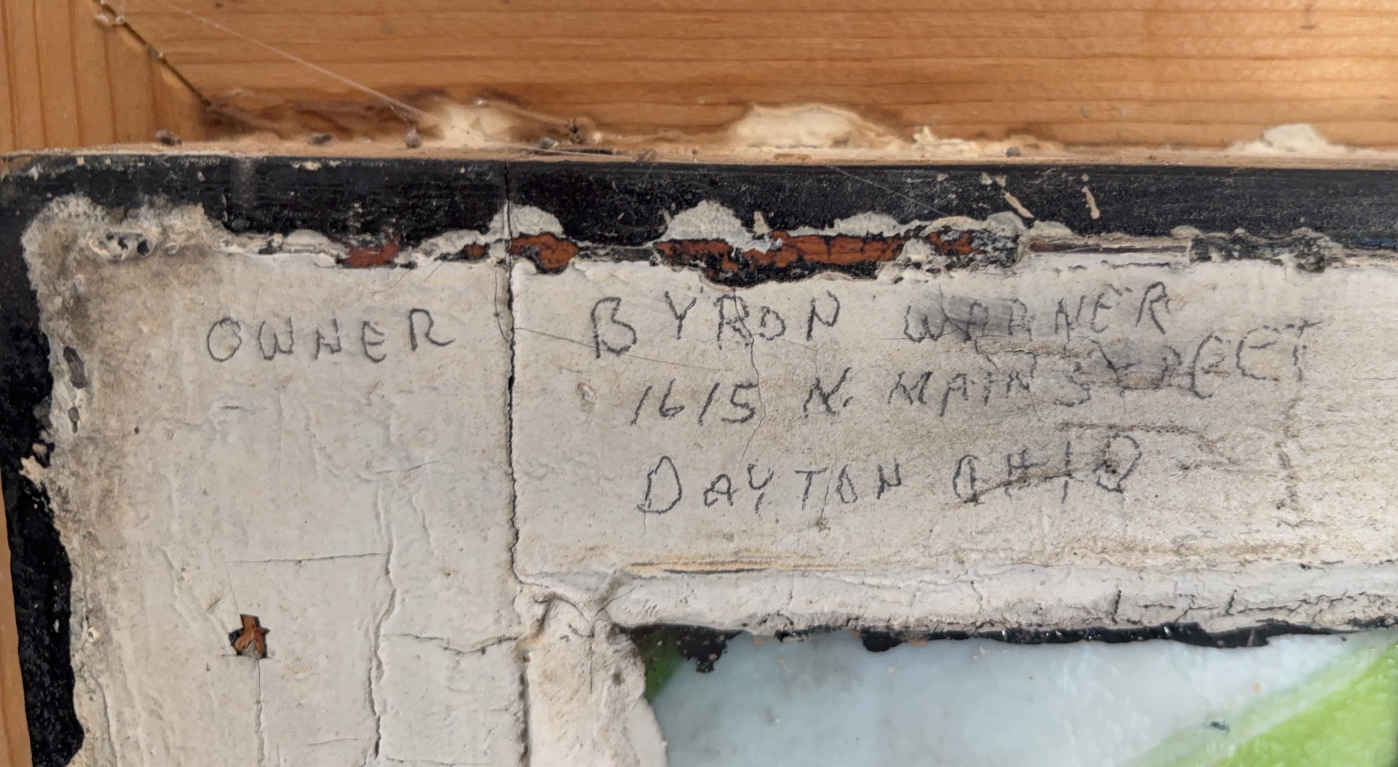 OWNER BYRON WARNER
1615 N. MAIN STREET
DAYTON OHIO